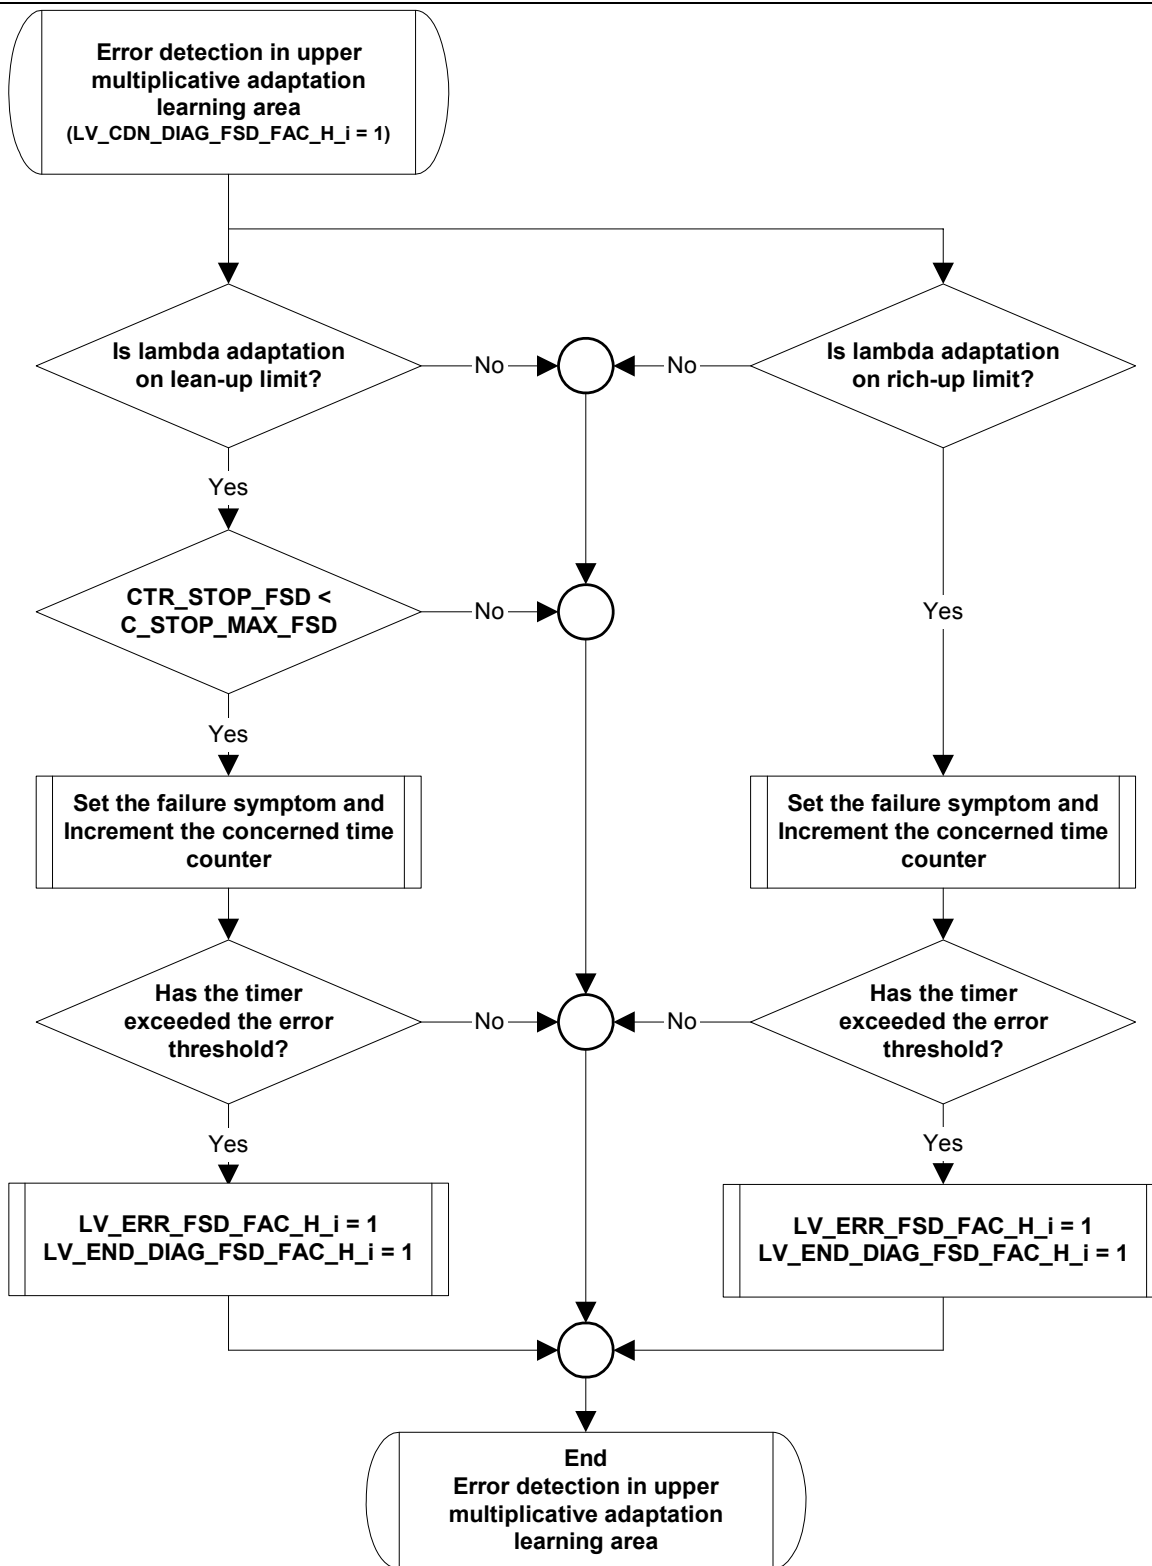 Error detection in upper
multiplicative adaptation
learning area
(LV_CDN_DIAG_FSD_FAC_H_i = 1)
Is lambda adaptation
on lean-up limit?
No
No
Is lambda adaptation
on rich-up limit?
Yes
CTR_STOP_FSD <
C_STOP_MAX_FSD
No
Yes
Yes
Set the failure symptom and
Increment the concerned time
counter
Set the failure symptom and
Increment the concerned time
counter
Has the timer
exceeded the error
threshold?
No
No
Has the timer
exceeded the error
threshold?
Yes
Yes
LV_ERR_FSD_FAC_H_i = 1
LV_END_DIAG_FSD_FAC_H_i = 1
LV_ERR_FSD_FAC_H_i = 1
LV_END_DIAG_FSD_FAC_H_i = 1
End
Error detection in upper
multiplicative adaptation
learning area